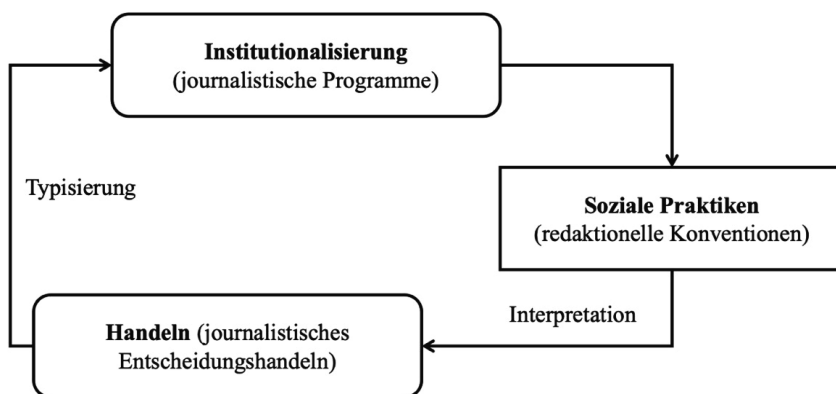 Institutionalisierung
(journalistische Programme)
Typisierung
Soziale Praktiken
(redaktionelle Konventionen)
Interpretation
Handeln (journalistisches
Entscheidungshandeln)